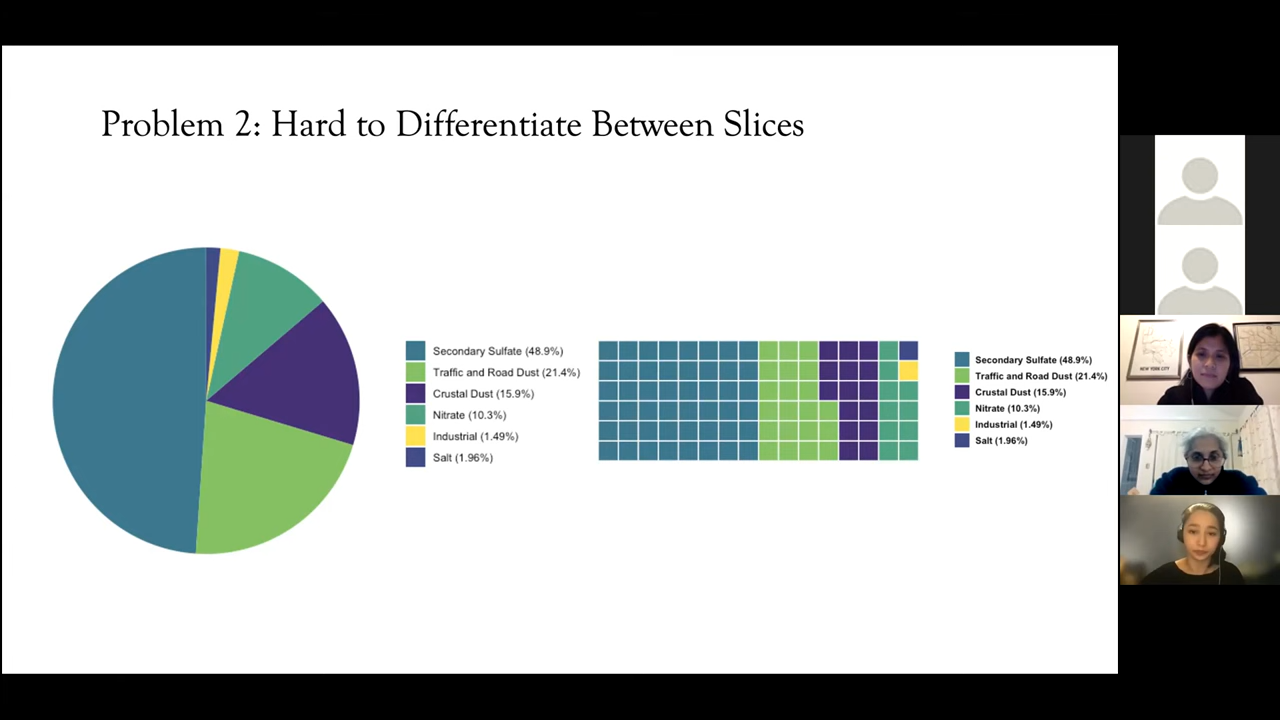 Problem 2: Hard to Differentiate Between Slices
Secondary Sulfate (48.9%)
Traffic and Road Dust (21.4%)
Crustal Dust (15.9%)
Nitrate (10.3%)
Industrial (1.49%)
Salt (1.96%)
Secondary Sulfate (48.9%)
Traffic and Road Dust (21.4%)
Crustal Dust (15.9%)
Nitrate (10.3%)
Industrial (1.49%)
Salt (1.96%)
NEW YORK CITY